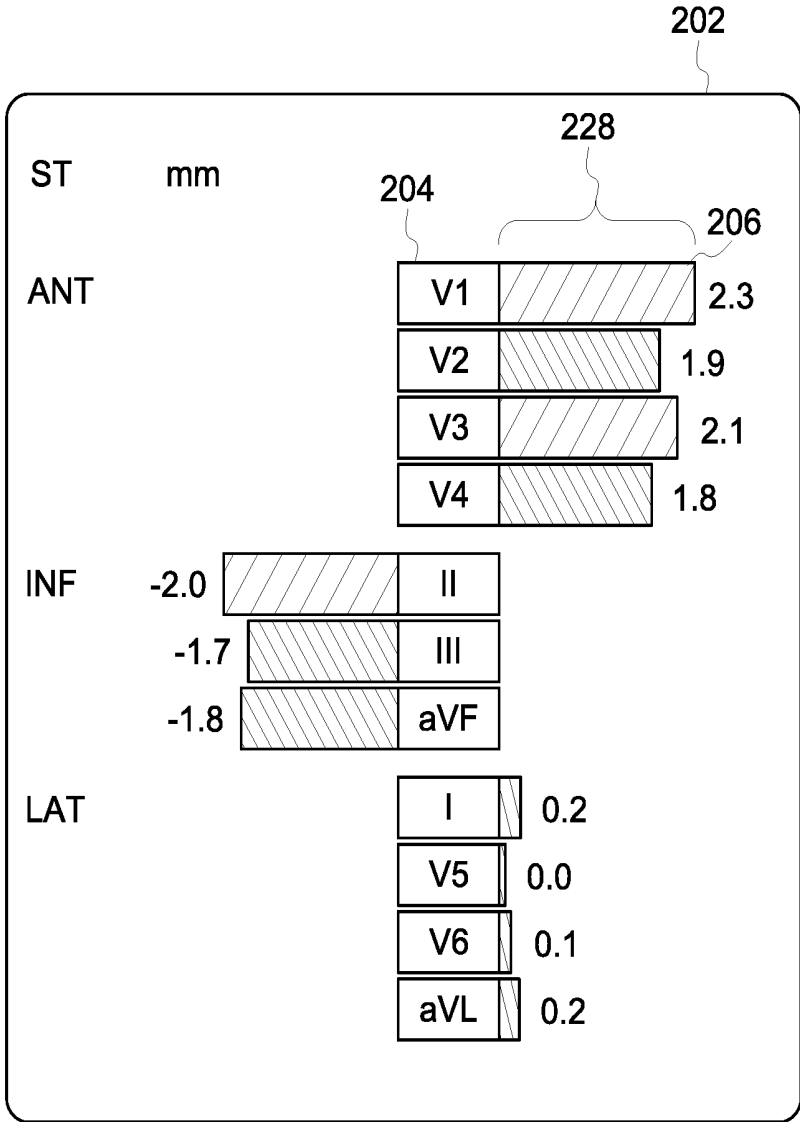 202
228
ST mm
204
206
ANT V1 2.3
V2 1.9
V3 2.1
V4 1.8
INF -2.0 II
-1.7 III
-1.8 aVF
LAT I 0.2
V5 0.0
V6 0.1
aVL 0.2